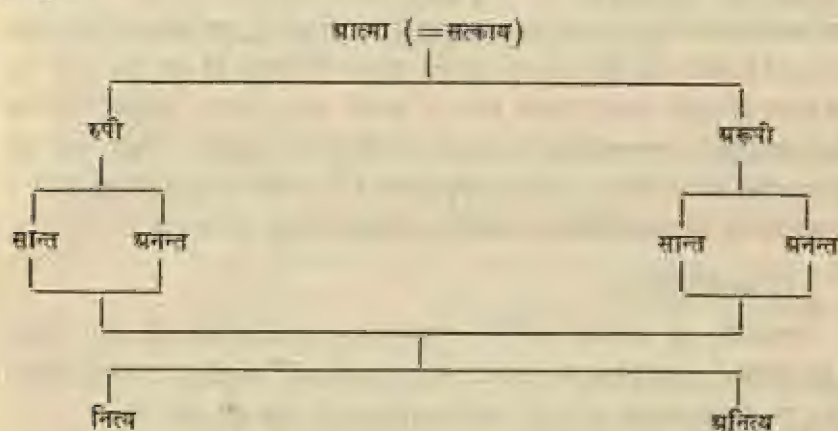 आत्मा (=सत्काय)
रुपी अरूपी
सान्त अनन्त सान्त अनन्त
नित्य अनित्य